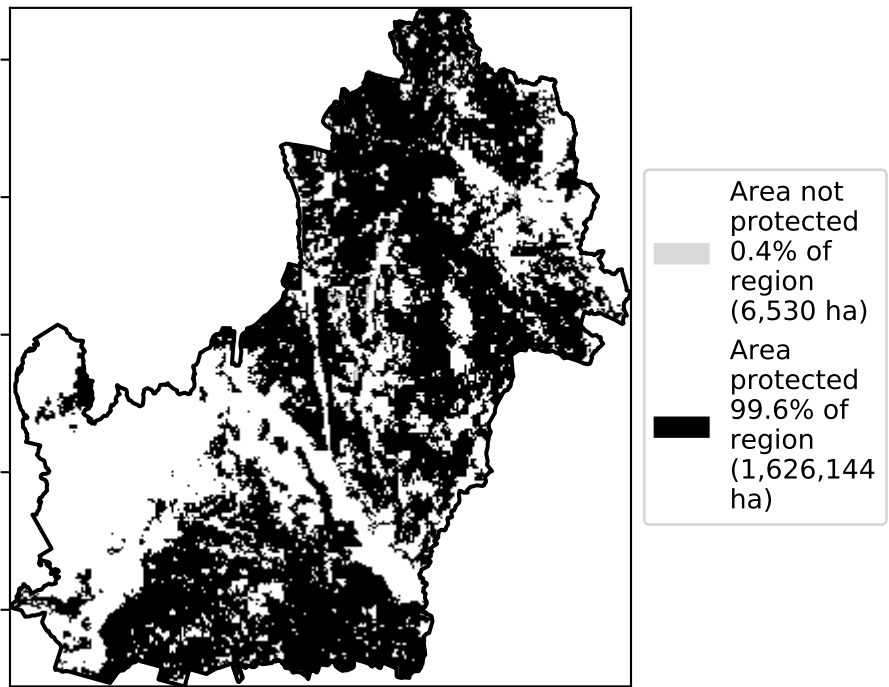 Area not
protected
0.4% of
region
(6,530 ha)
Area
protected
99.6% of
region
(1,626,144
ha)